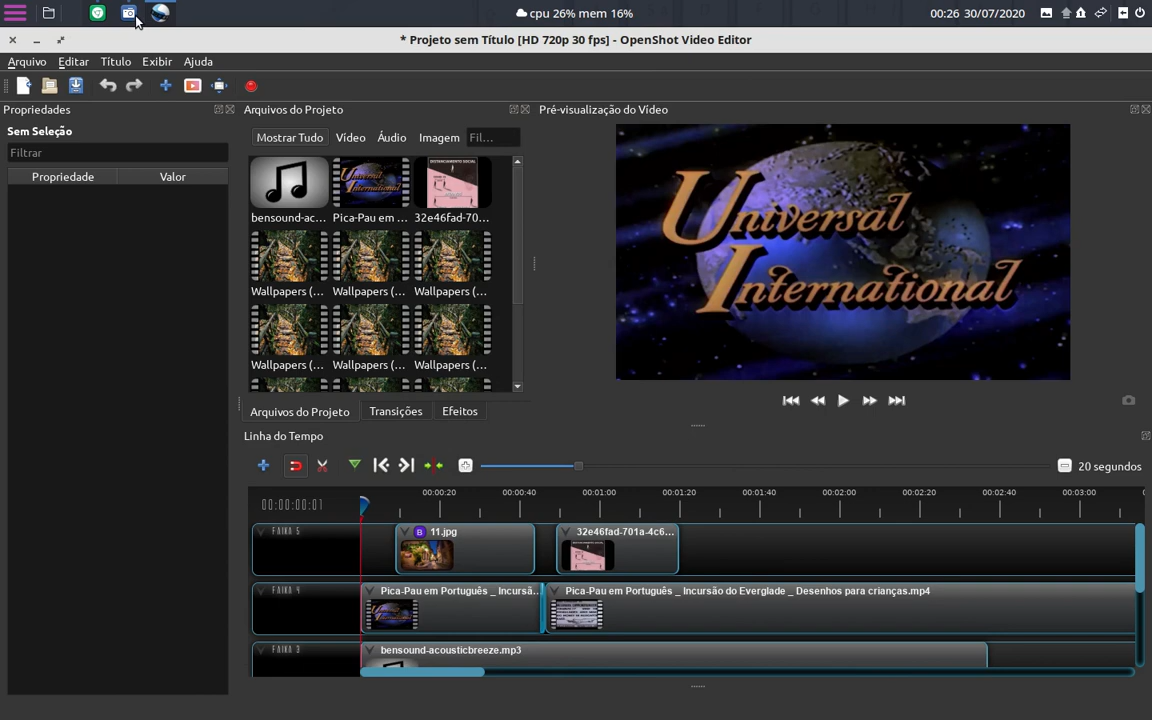 cpu 26% mem 16%
00:26 30/07/2020
* Projeto sem Título [HD 720p 30 fps] - OpenShot Video Editor
Arquivo Editar Título Exibir Ajuda
Propriedades
Sem Seleção
Filtrar
Propriedade Valor
Arquivos do Projeto
Mostrar Tudo Vídeo Áudio Imagem Fil...
bensound-ac... Pica-Pau em ... 32e46fad-70...
Wallpapers (... Wallpapers (... Wallpapers (...
Wallpapers (... Wallpapers (... Wallpapers (...
Arquivos do Projeto Transições Efeitos
Pré-visualização do Vídeo
Universal
International
Linha do Tempo
20 segundos
00:00:00:01
00:00:20 00:00:40 00:01:00 00:01:20 00:01:40 00:02:00 00:02:20 00:02:40 00:03:00
FAIXA 5
B 11.jpg
32e46fad-701a-4c6...
FAIXA 4
Pica-Pau em Português _ Incursã...
Pica-Pau em Português _ Incursão do Everglade _ Desenhos para crianças.mp4
FAIXA 3
bensound-acousticbreeze.mp3